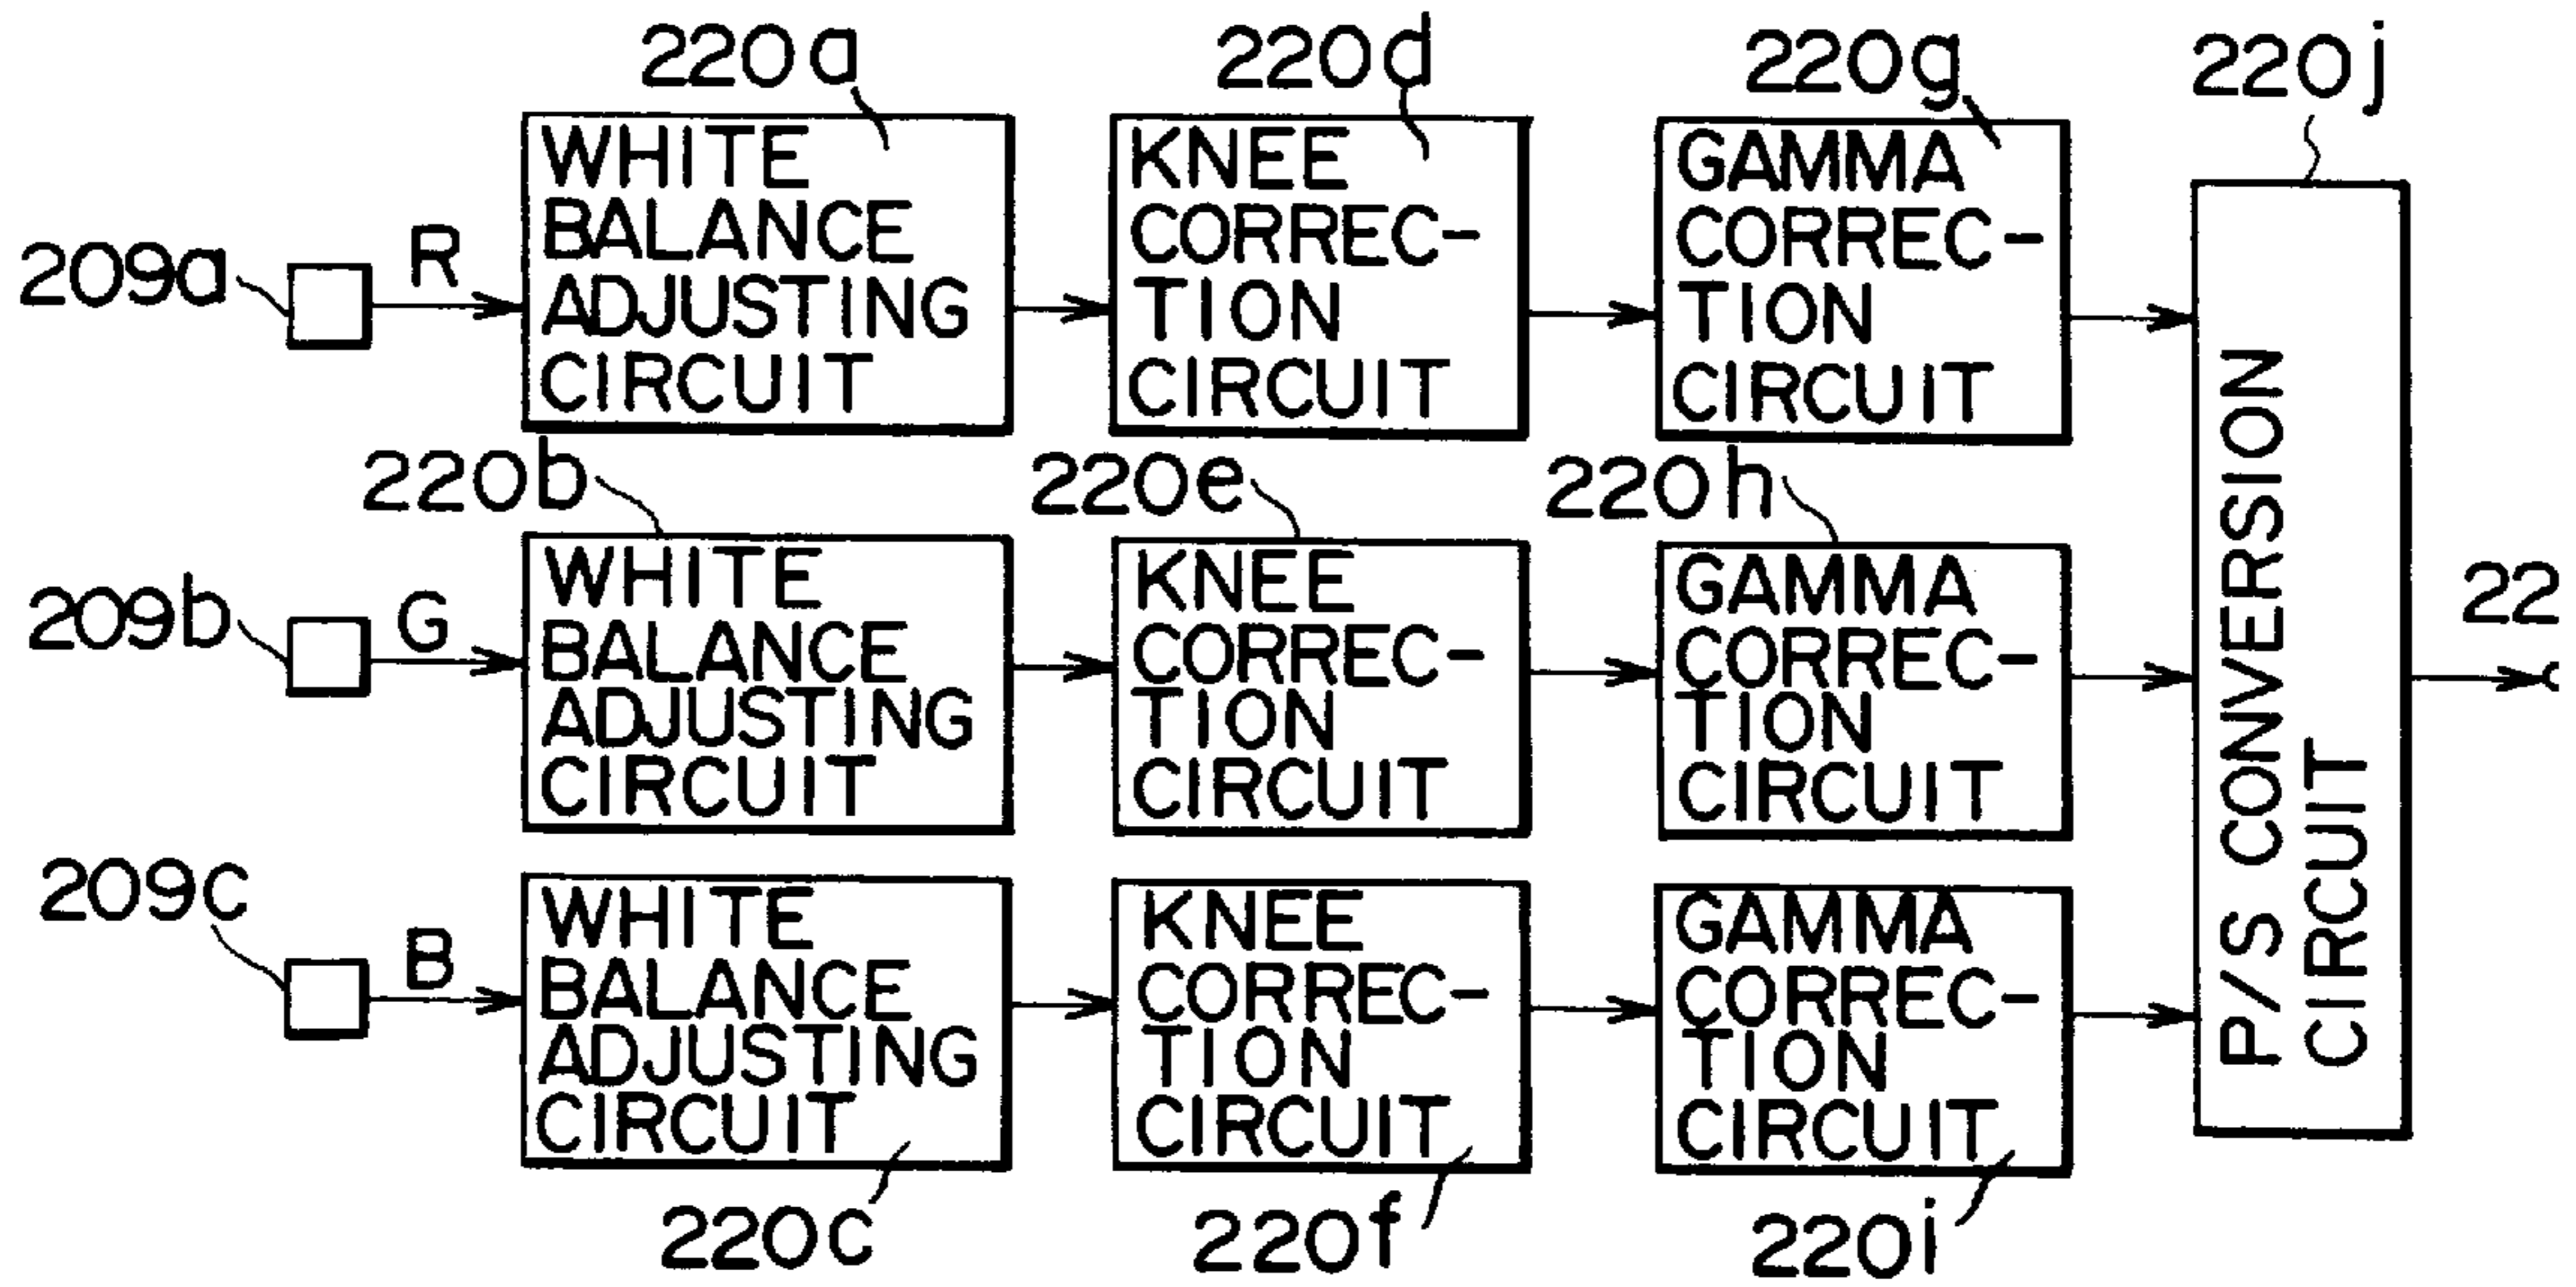 220a
220d
220g
220j
WHITE
BALANCE
ADJUSTING
CIRCUIT
KNEE
CORREC-
TION
CIRCUIT
GAMMA
CORREC-
TION
CIRCUIT
209a
R
220b
220e
220h
WHITE
BALANCE
ADJUSTING
CIRCUIT
KNEE
CORREC-
TION
CIRCUIT
GAMMA
CORREC-
TION
CIRCUIT
209b
G
P/S CONVERSION
CIRCUIT
22
209c
B
WHITE
BALANCE
ADJUSTING
CIRCUIT
KNEE
CORREC-
TION
CIRCUIT
GAMMA
CORREC-
TION
CIRCUIT
220c
220f
220i